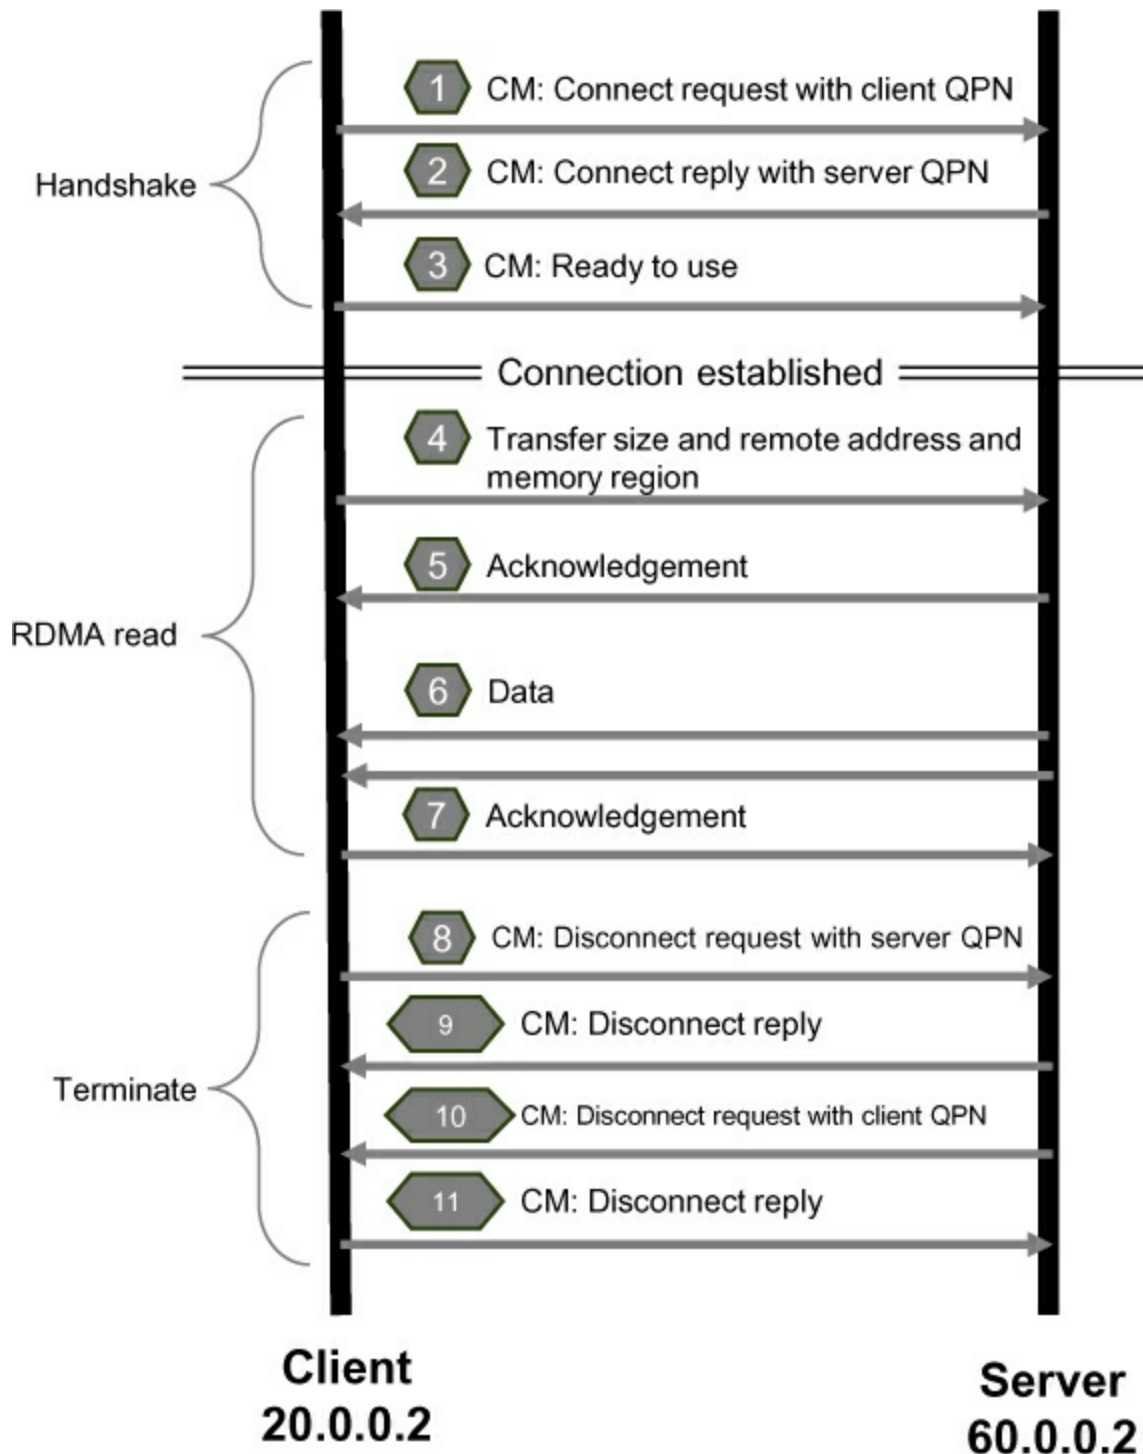 1 CM: Connect request with client QPN
2 CM: Connect reply with server QPN
Handshake
3 CM: Ready to use
Connection established
4 Transfer size and remote address and
memory region
5 Acknowledgement
RDMA read
6 Data
7 Acknowledgement
8 CM: Disconnect request with server QPN
9 CM: Disconnect reply
Terminate
10 CM: Disconnect request with client QPN
11 CM: Disconnect reply
Client
20.0.0.2
Server
60.0.0.2